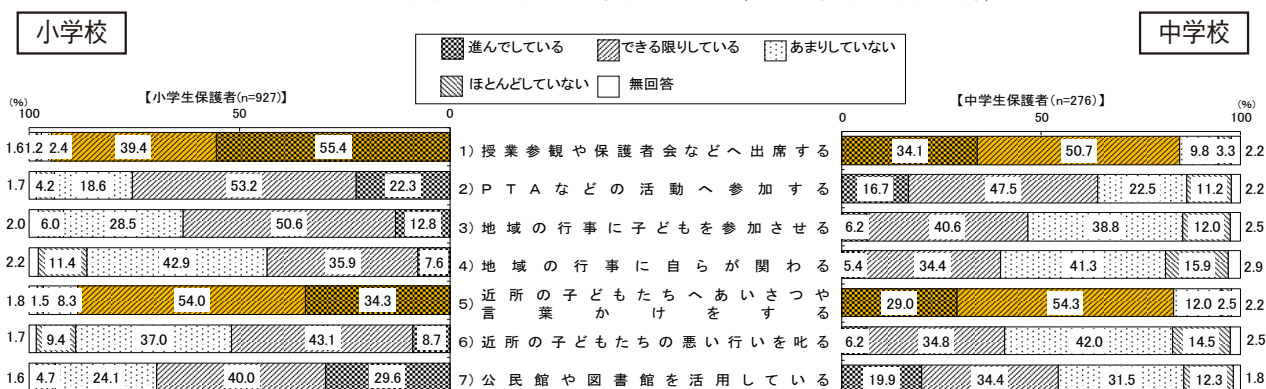 小学校
中学校
進んでしている できる限りしている あまりしていない
ほとんどしていない 無回答
【小学生保護者(n=927)】
【中学生保護者(n=276)】
(%) 100 50 0
0 50 100 (%)
1.6 1.2 2.4 39.4 55.4 1)授業参観や保護者会などへ出席する 34.1 50.7 9.8 3.3 2.2
1.7 4.2 18.6 53.2 22.3 2)PTAなどの活動へ参加する 16.7 47.5 22.5 11.2 2.2
2.0 6.0 28.5 50.6 12.8 3)地域の行事に子どもを参加させる 6.2 40.6 38.8 12.0 2.5
2.2 11.4 42.9 35.9 7.6 4)地域の行事に自らが関わる 5.4 34.4 41.3 15.9 2.9
1.8 1.5 8.3 54.0 34.3 5)近所の子どもたちへあいさつや
言葉かけをする 29.0 54.3 12.0 2.5 2.2
1.7 9.4 37.0 43.1 8.7 6)近所の子どもたちの悪い行いを叱る 6.2 34.8 42.0 14.5 2.5
1.6 4.7 24.1 40.0 29.6 7)公民館や図書館を活用している 19.9 34.4 31.5 12.3 1.8